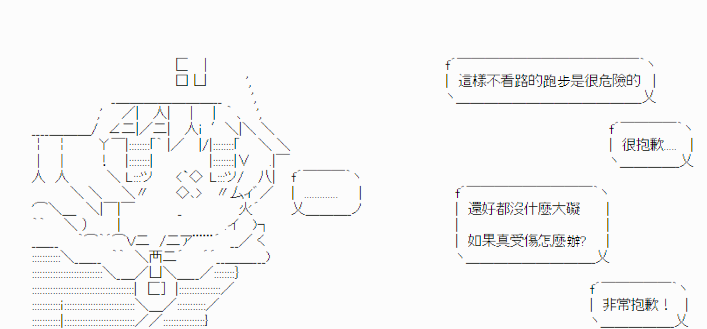 這樣不看路的跑步是很危險的
很抱歉....
............
還好都沒什麼大礙
如果真受傷怎麼辦?
非常抱歉！